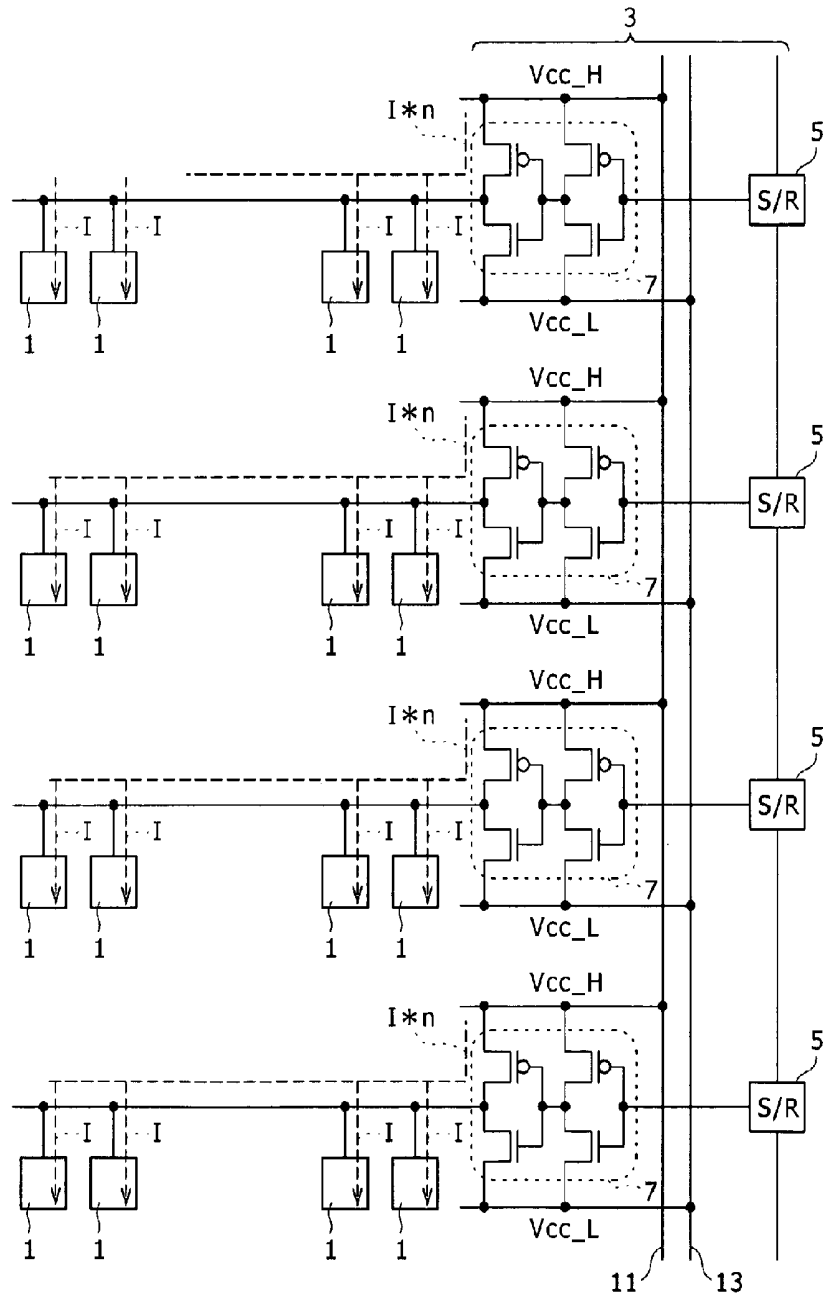 3
Vcc_H
I*n
5
S/R
I I I I
7
1 1 1 1
Vcc_L
Vcc_H
I*n
5
S/R
I I I I
7
1 1 1 1
Vcc_L
Vcc_H
I*n
5
S/R
I I I I
7
1 1 1 1
Vcc_L
Vcc_H
I*n
5
S/R
I I I I
7
1 1 1 1
Vcc_L
11 13